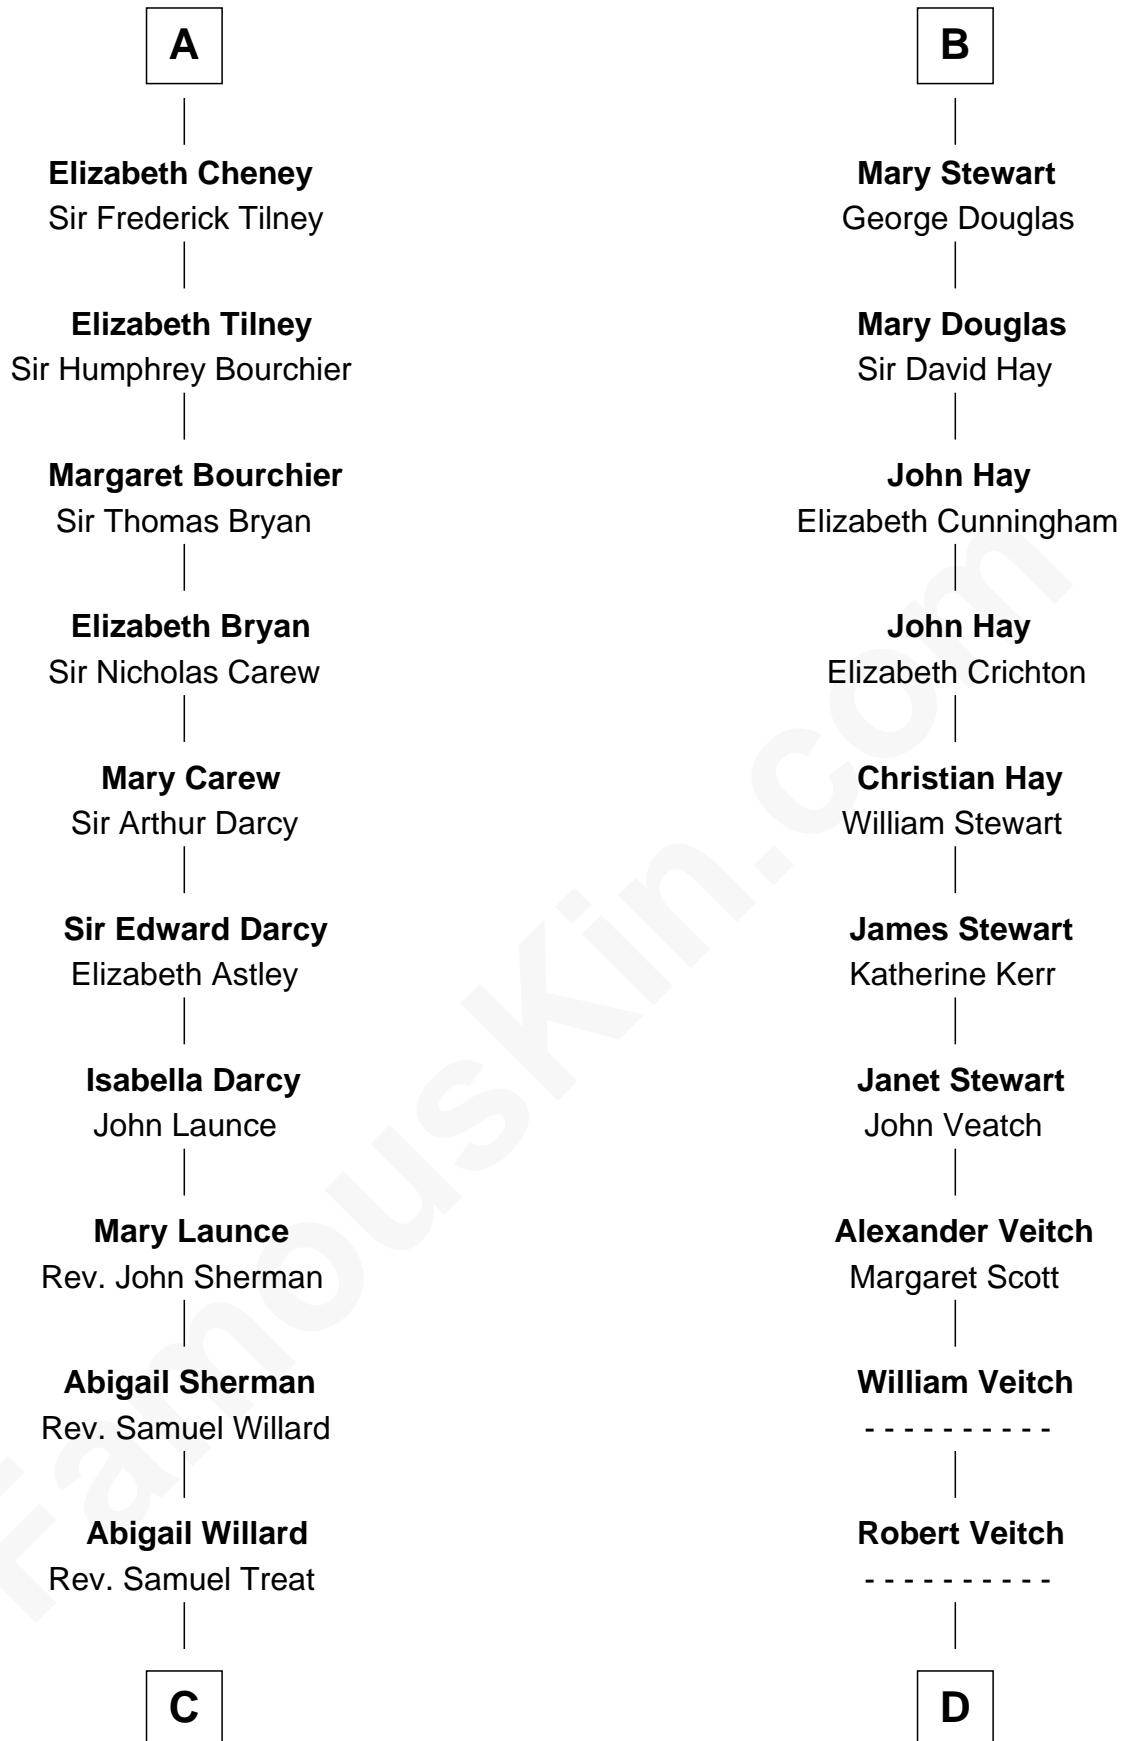 A
Elizabeth Cheney
Sir Frederick Tilney
Elizabeth Tilney
Sir Humphrey Bourchier
Margaret Bourchier
Sir Thomas Bryan
Elizabeth Bryan
Sir Nicholas Carew
Mary Carew
Sir Arthur Darcy
Sir Edward Darcy
Elizabeth Astley
Isabella Darcy
John Launce
Mary Launce
Rev. John Sherman
Abigail Sherman
Rev. Samuel Willard
Abigail Willard
Rev. Samuel Treat
C
B
Mary Stewart
George Douglas
Mary Douglas
Sir David Hay
John Hay
Elizabeth Cunningham
John Hay
Elizabeth Crichton
Christian Hay
William Stewart
James Stewart
Katherine Kerr
Janet Stewart
John Veatch
Alexander Veitch
Margaret Scott
William Veitch
- - - - - - - - - -
Robert Veitch
- - - - - - - - - -
D
FamousKin.com